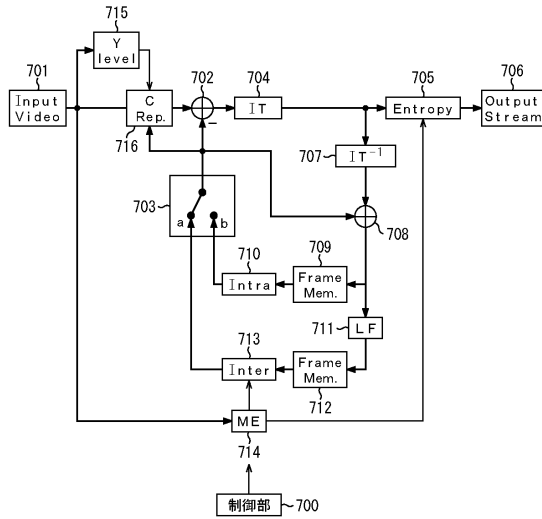 715
Y
level
701
Input
Video
702
704
705
706
C
Rep.
716
−
IT
Entropy
Output
Stream
707
IT⁻¹
703
a
b
708
710
709
Intra
Frame
Mem.
711
LF
713
Inter
Frame
Mem.
712
ME
714
制御部
700